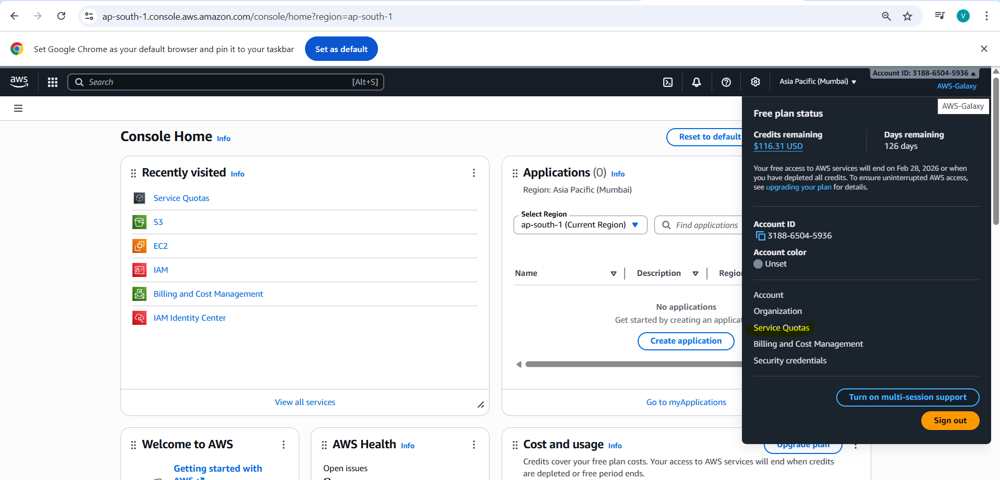 ap-south-1.console.aws.amazon.com/console/home?region=ap-south-1
V
Set Google Chrome as your default browser and pin it to your taskbar
Set as default
aws
Search
[Alt+S]
Asia Pacific (Mumbai)
Account ID: 3188-6504-5936
AWS-Galaxy
AWS-Galaxy
Console Home Info
Reset to default
Recently visited Info
Service Quotas
S3
EC2
IAM
Billing and Cost Management
IAM Identity Center
View all services
Applications (0) Info
Region: Asia Pacific (Mumbai)
Select Region
ap-south-1 (Current Region)
Find applications
Name
Description
Region
No applications
Get started by creating an applicat
Create application
Go to myApplications
Free plan status
Credits remaining
$116.31 USD
Days remaining
126 days
Your free access to AWS services will end on Feb 28, 2026 or when
you have depleted all credits. To ensure uninterrupted AWS access,
see upgrading your plan for details.
Account ID
3188-6504-5936
Account color
Unset
Account
Organization
Service Quotas
Billing and Cost Management
Security credentials
Turn on multi-session support
Sign out
Welcome to AWS
Getting started with
AWS
AWS Health Info
Open issues
Cost and usage Info
Upgrade plan
Credits cover your free plan costs. Your access to AWS services will end when credits
are depleted or free period ends.